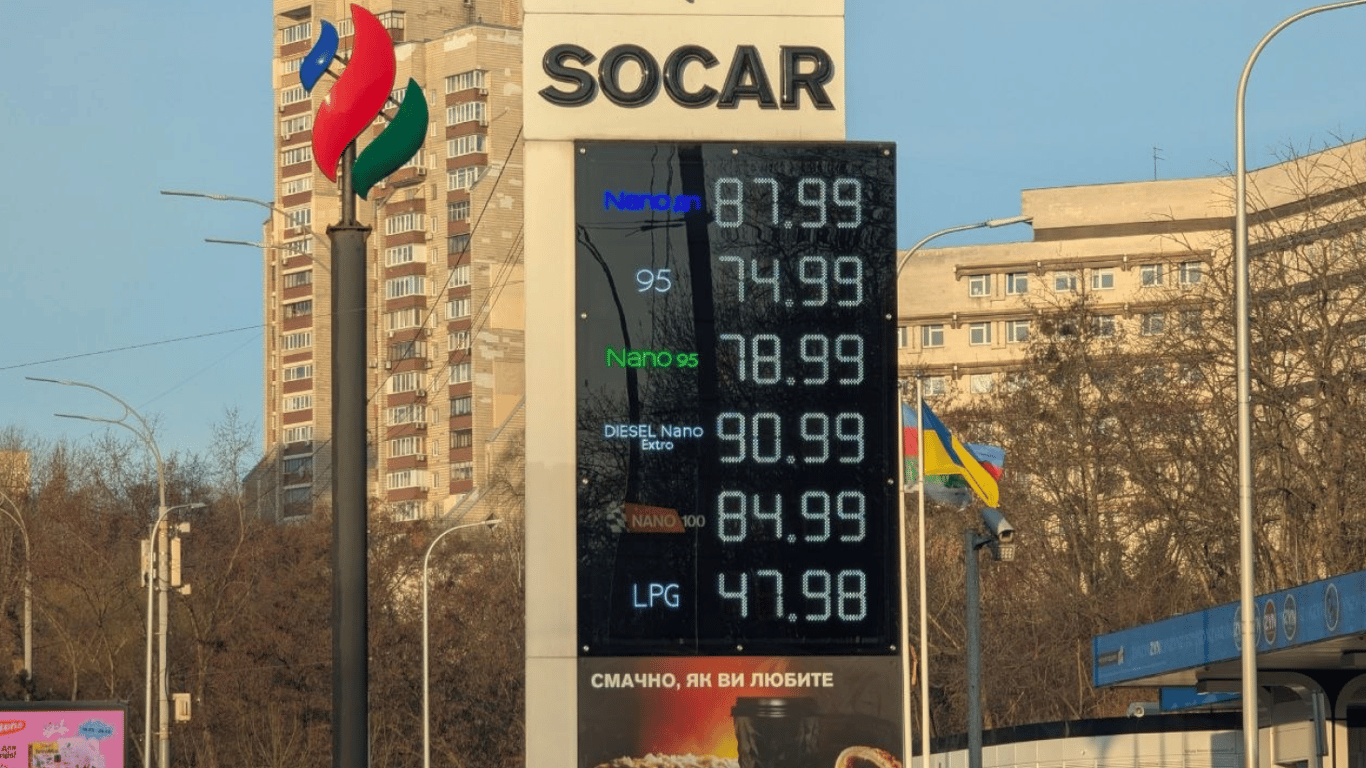 SOCAR
Nano дп 87.99
95 74.99
Nano 95 78.99
DIESEL Nano
Extro 90.99
NANO 100 84.99
LPG 47.98
СМАЧНО, ЯК ВИ ЛЮБИТЕ